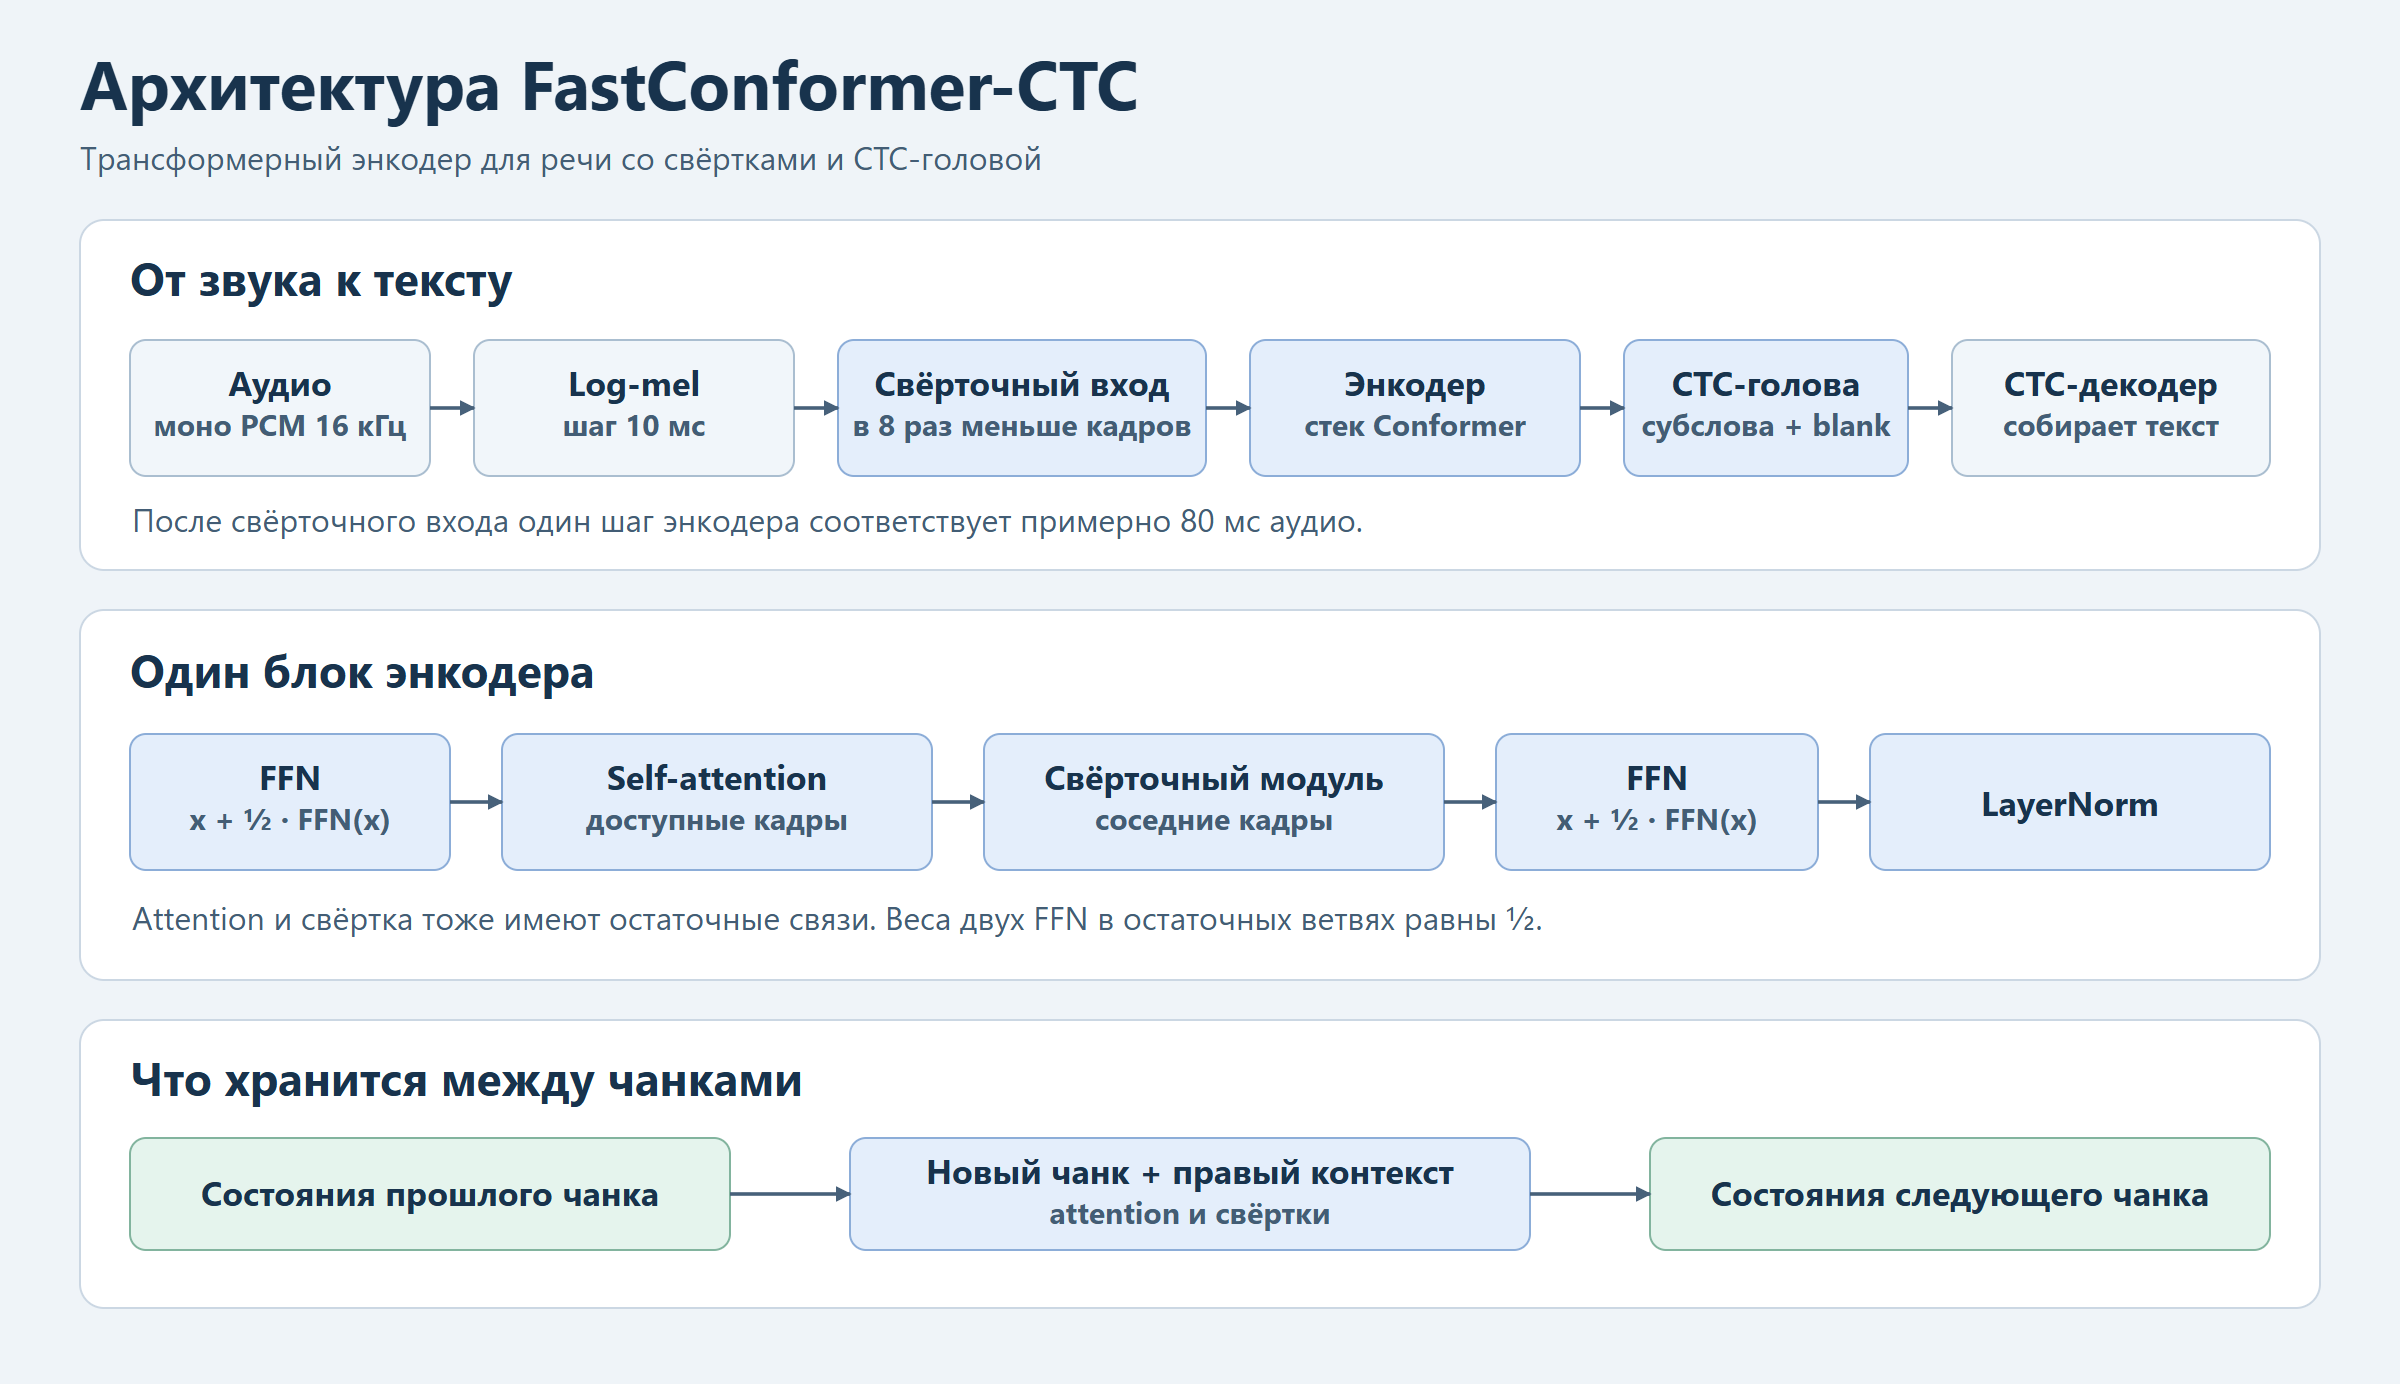 Архитектура FastConformer-CTC
Трансформерный энкодер для речи со свёртками и CTC-головой
От звука к тексту
Аудио
моно PCM 16 кГц
Log-mel
шаг 10 мс
Свёрточный вход
в 8 раз меньше кадров
Энкодер
стек Conformer
CTC-голова
субслова + blank
CTC-декодер
собирает текст
После свёрточного входа один шаг энкодера соответствует примерно 80 мс аудио.
Один блок энкодера
FFN
x + ½ · FFN(x)
Self-attention
доступные кадры
Свёрточный модуль
соседние кадры
FFN
x + ½ · FFN(x)
LayerNorm
Attention и свёртка тоже имеют остаточные связи. Веса двух FFN в остаточных ветвях равны ½.
Что хранится между чанками
Состояния прошлого чанка
Новый чанк + правый контекст
attention и свёртки
Состояния следующего чанка